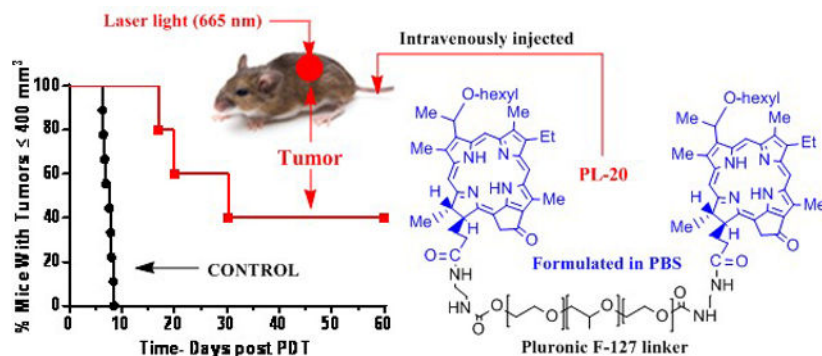 Laser light (665 nm)
Intravenously injected
% Mice With Tumors ≤ 400 mm³
100
80
60
40
20
0
0
10
20
30
40
50
60
Time- Days post PDT
CONTROL
Tumor
PL-20
Formulated in PBS
Pluronic F-127 linker
O-hexyl
Me
Me
Et
Me
N
NH
N
HN
H
Me
Me
H
O
C=O
NH
NH
O
O
O
O
O
O
O
HN
HN
C=O
O-hexyl
Me
Me
Et
Me
N
NH
N
HN
H
Me
Me
H
O